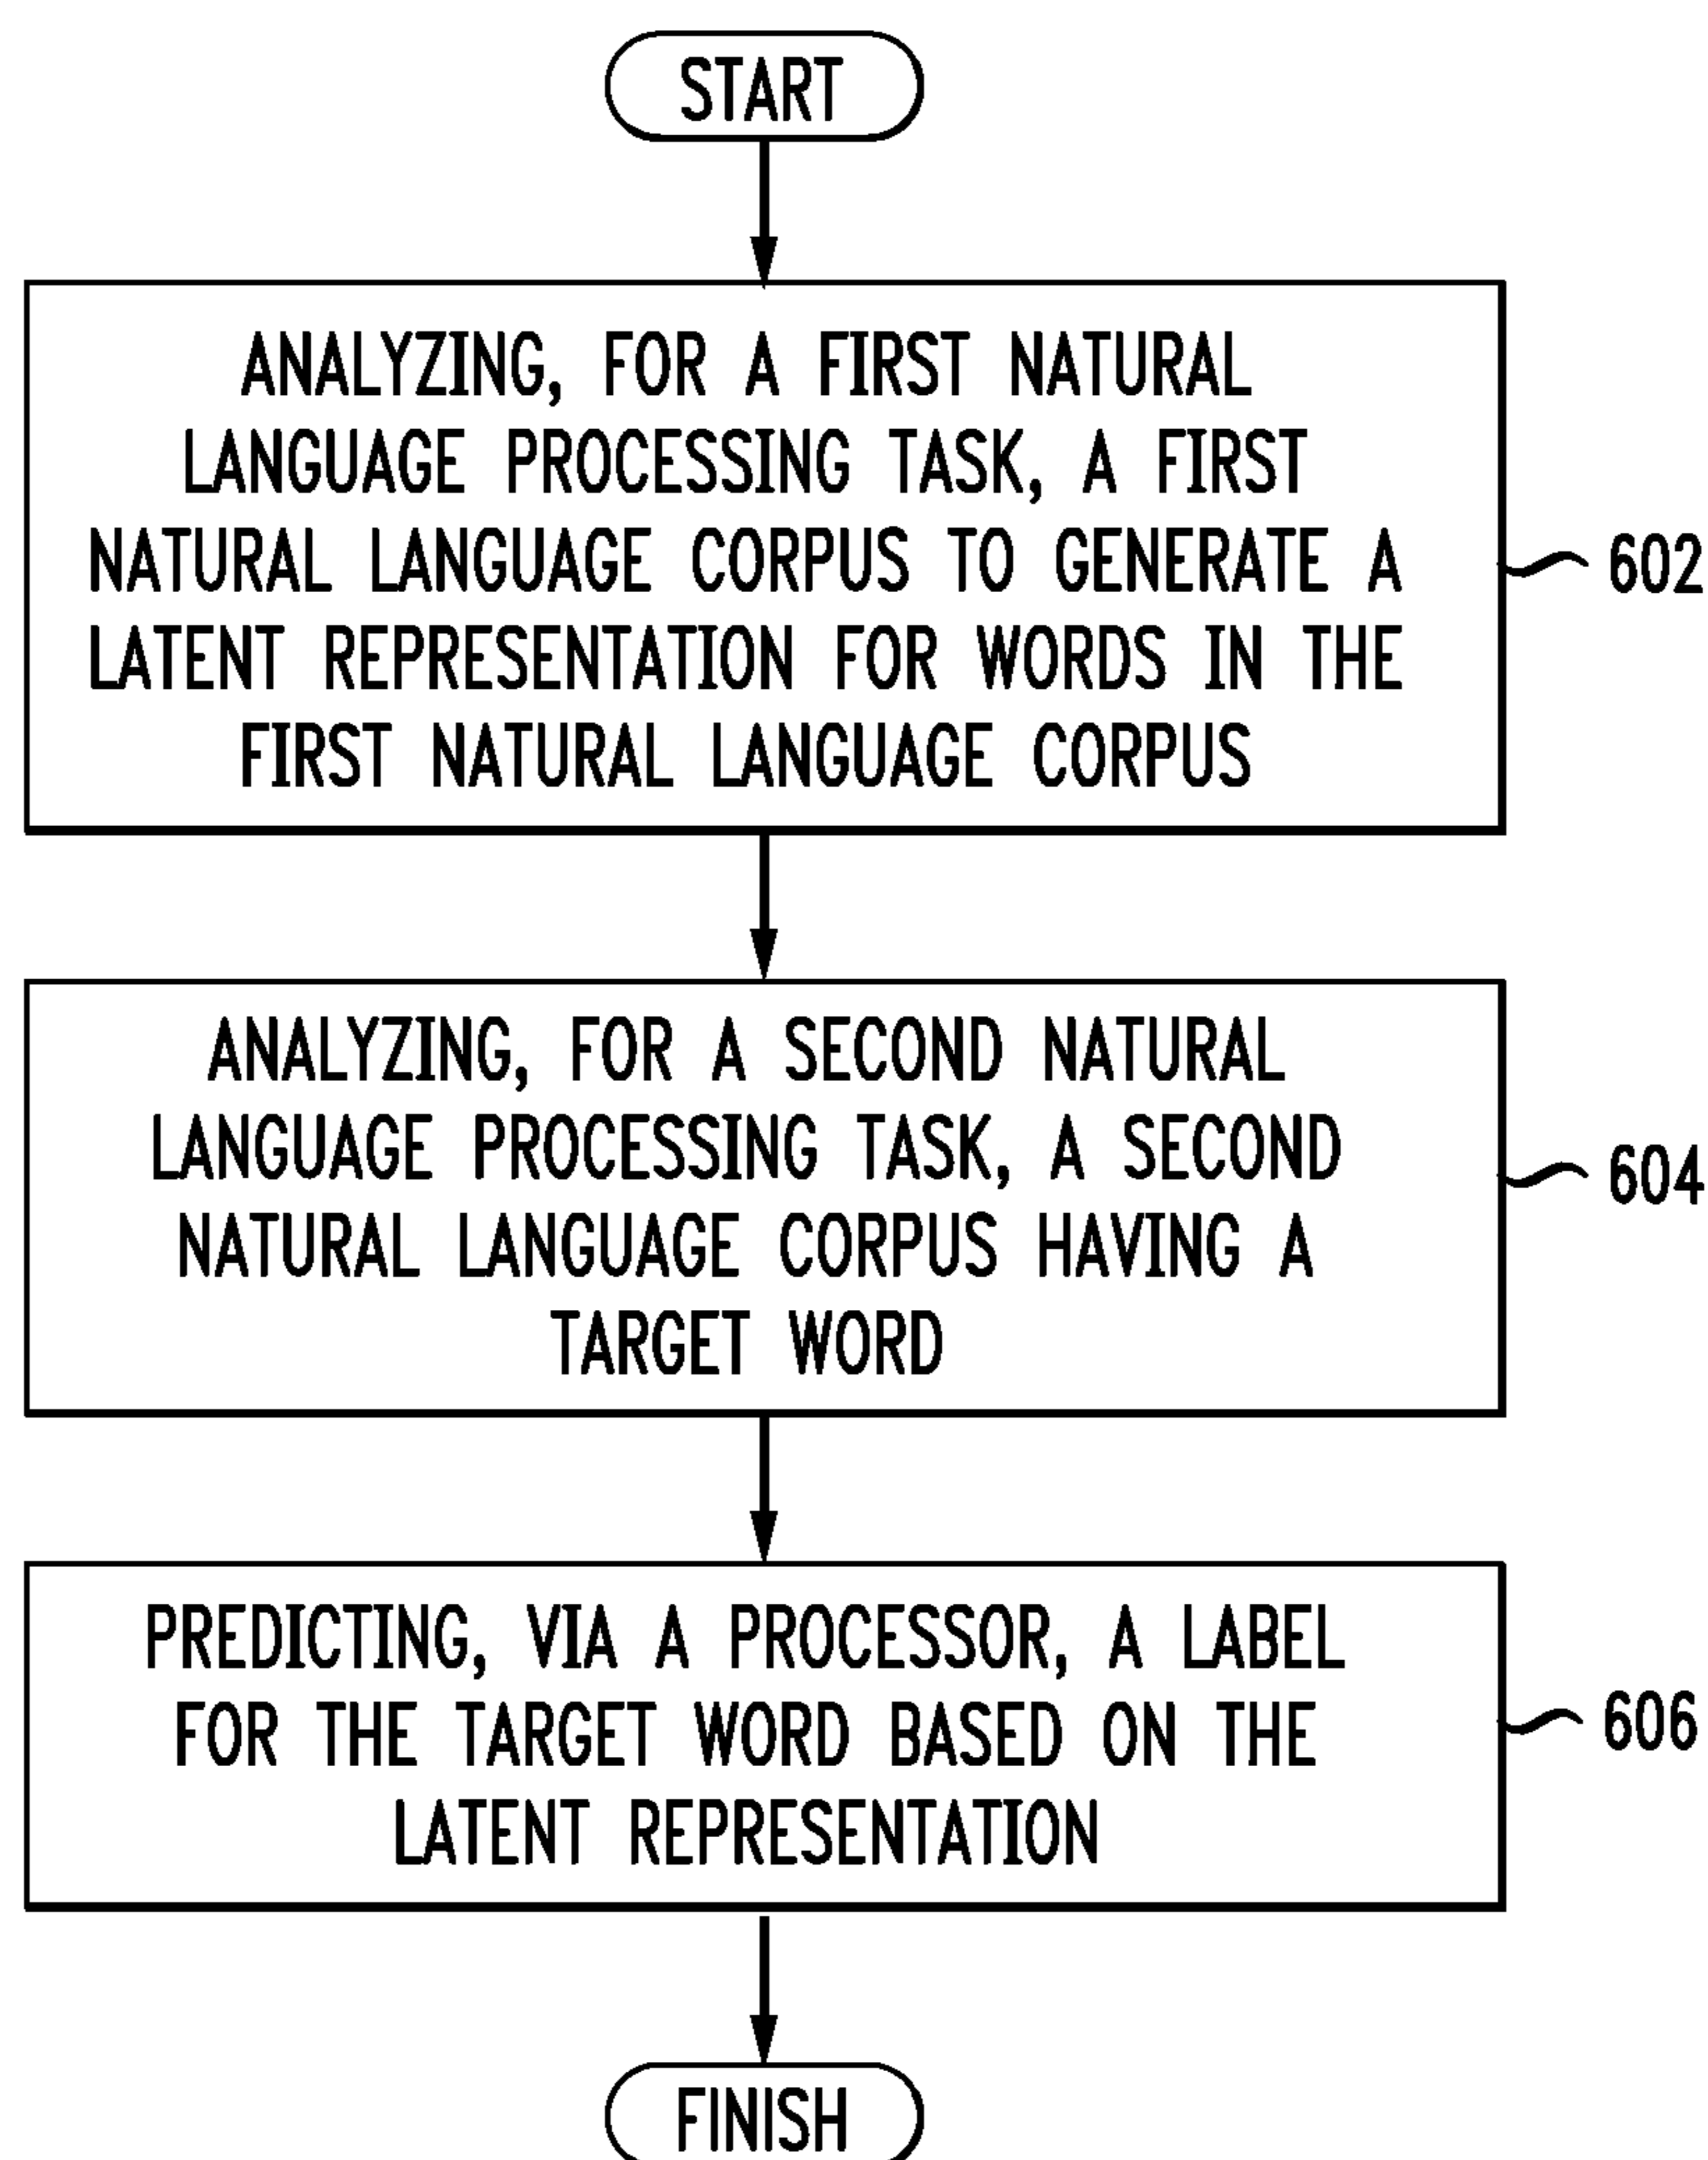 START
ANALYZING, FOR A FIRST NATURAL
LANGUAGE PROCESSING TASK, A FIRST
NATURAL LANGUAGE CORPUS TO GENERATE A
LATENT REPRESENTATION FOR WORDS IN THE
FIRST NATURAL LANGUAGE CORPUS
602
ANALYZING, FOR A SECOND NATURAL
LANGUAGE PROCESSING TASK, A SECOND
NATURAL LANGUAGE CORPUS HAVING A
TARGET WORD
604
PREDICTING, VIA A PROCESSOR, A LABEL
FOR THE TARGET WORD BASED ON THE
LATENT REPRESENTATION
606
FINISH